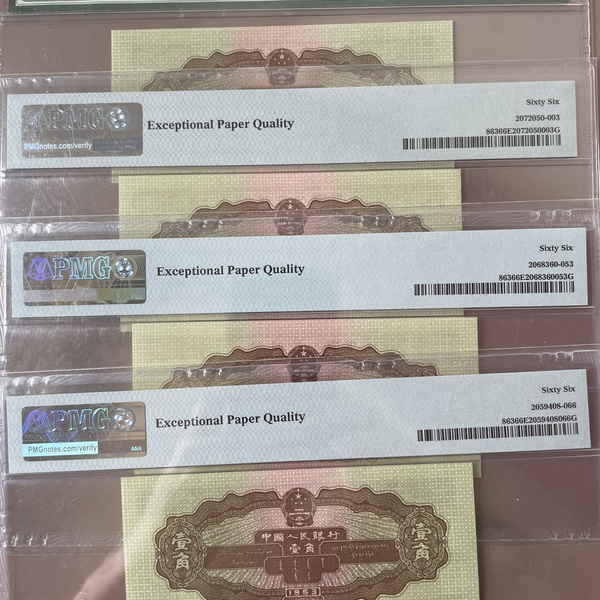 PMG
PMGnotes.com/verify
Exceptional Paper Quality
Sixty Six
2072050-003
86366E2072050003G
PMG
Exceptional Paper Quality
Sixty Six
2068360-053
86366E2068360053G
PMG
PMGnotes.com/verify
ANA
Exceptional Paper Quality
Sixty Six
2059408-066
86366E2059408066G
中國人民銀行
壹角
壹角
壹角
1953